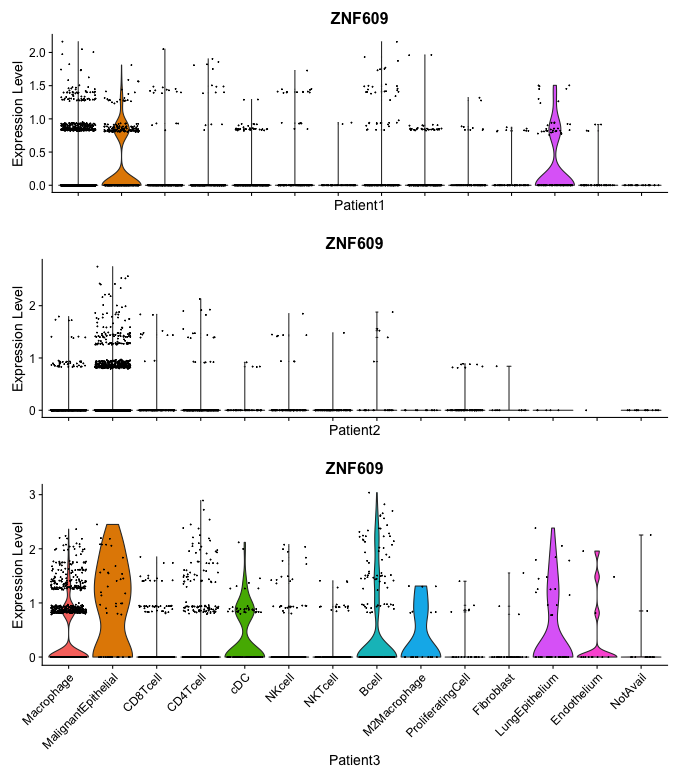 ZNF609
Expression Level
2.0
1.5
1.0
0.5
0.0
Patient1
ZNF609
Expression Level
2
1
0
Patient2
ZNF609
Expression Level
3
2
1
0
Macrophage
MalignantEpithelial
CD8Tcell
CD4Tcell
cDC
NKcell
NKTcell
Bcell
M2Macrophage
ProliferatingCell
Fibroblast
LungEpithelium
Endothelium
NotAvail
Patient3